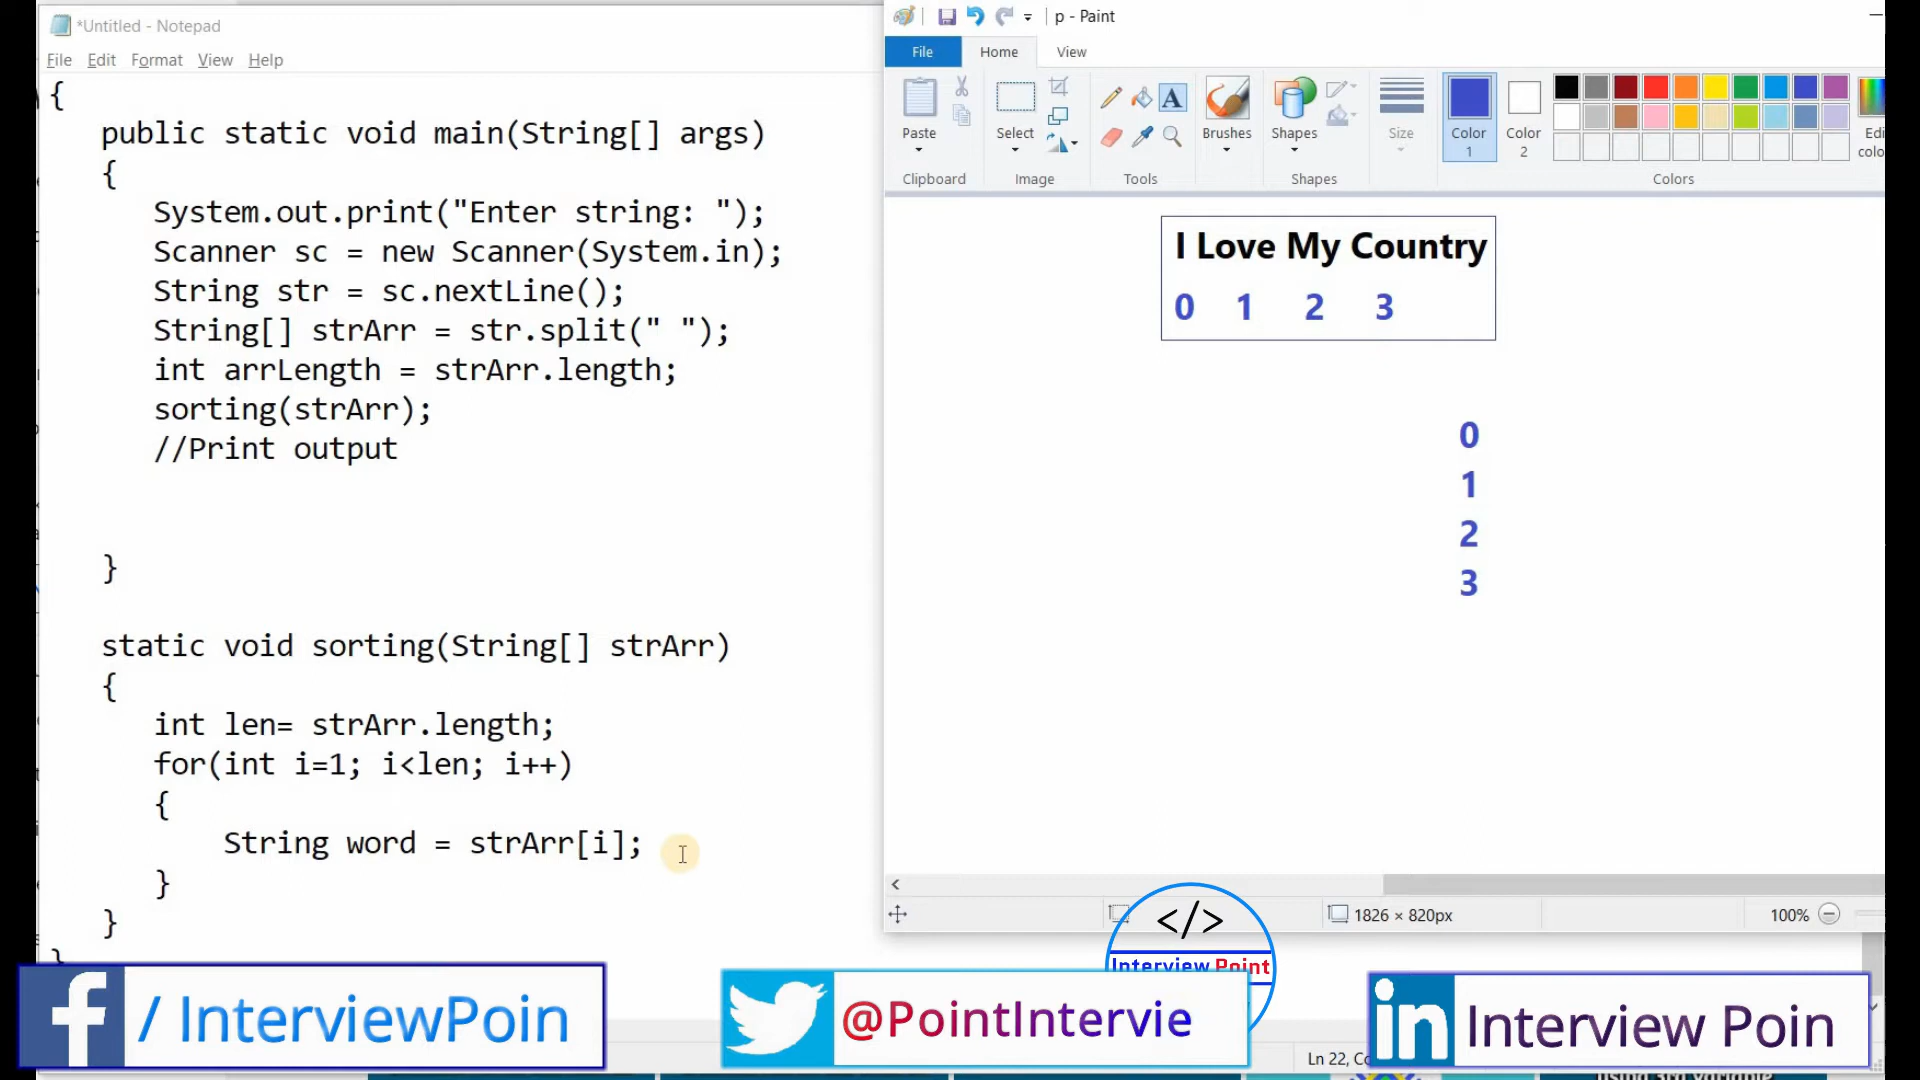 *Untitled - Notepad
File Edit Format View Help
{
public static void main(String[] args)
{
System.out.print("Enter string: ");
Scanner sc = new Scanner(System.in);
String str = sc.nextLine();
String[] strArr = str.split(" ");
int arrLength = strArr.length;
sorting(strArr);
//Print output
}
static void sorting(String[] strArr)
{
int len= strArr.length;
for(int i=1; i<len; i++)
{
String word = strArr[i];
}
}
}
p - Paint
File Home View
Paste Select Brushes Shapes Size Color 1 Color 2
Clipboard Image Tools Shapes Colors
I Love My Country
0 1 2 3
0
1
2
3
1826 × 820px 100%
</>
Interview Point
/ InterviewPoin
@PointIntervie
in Interview Poin
Ln 22,